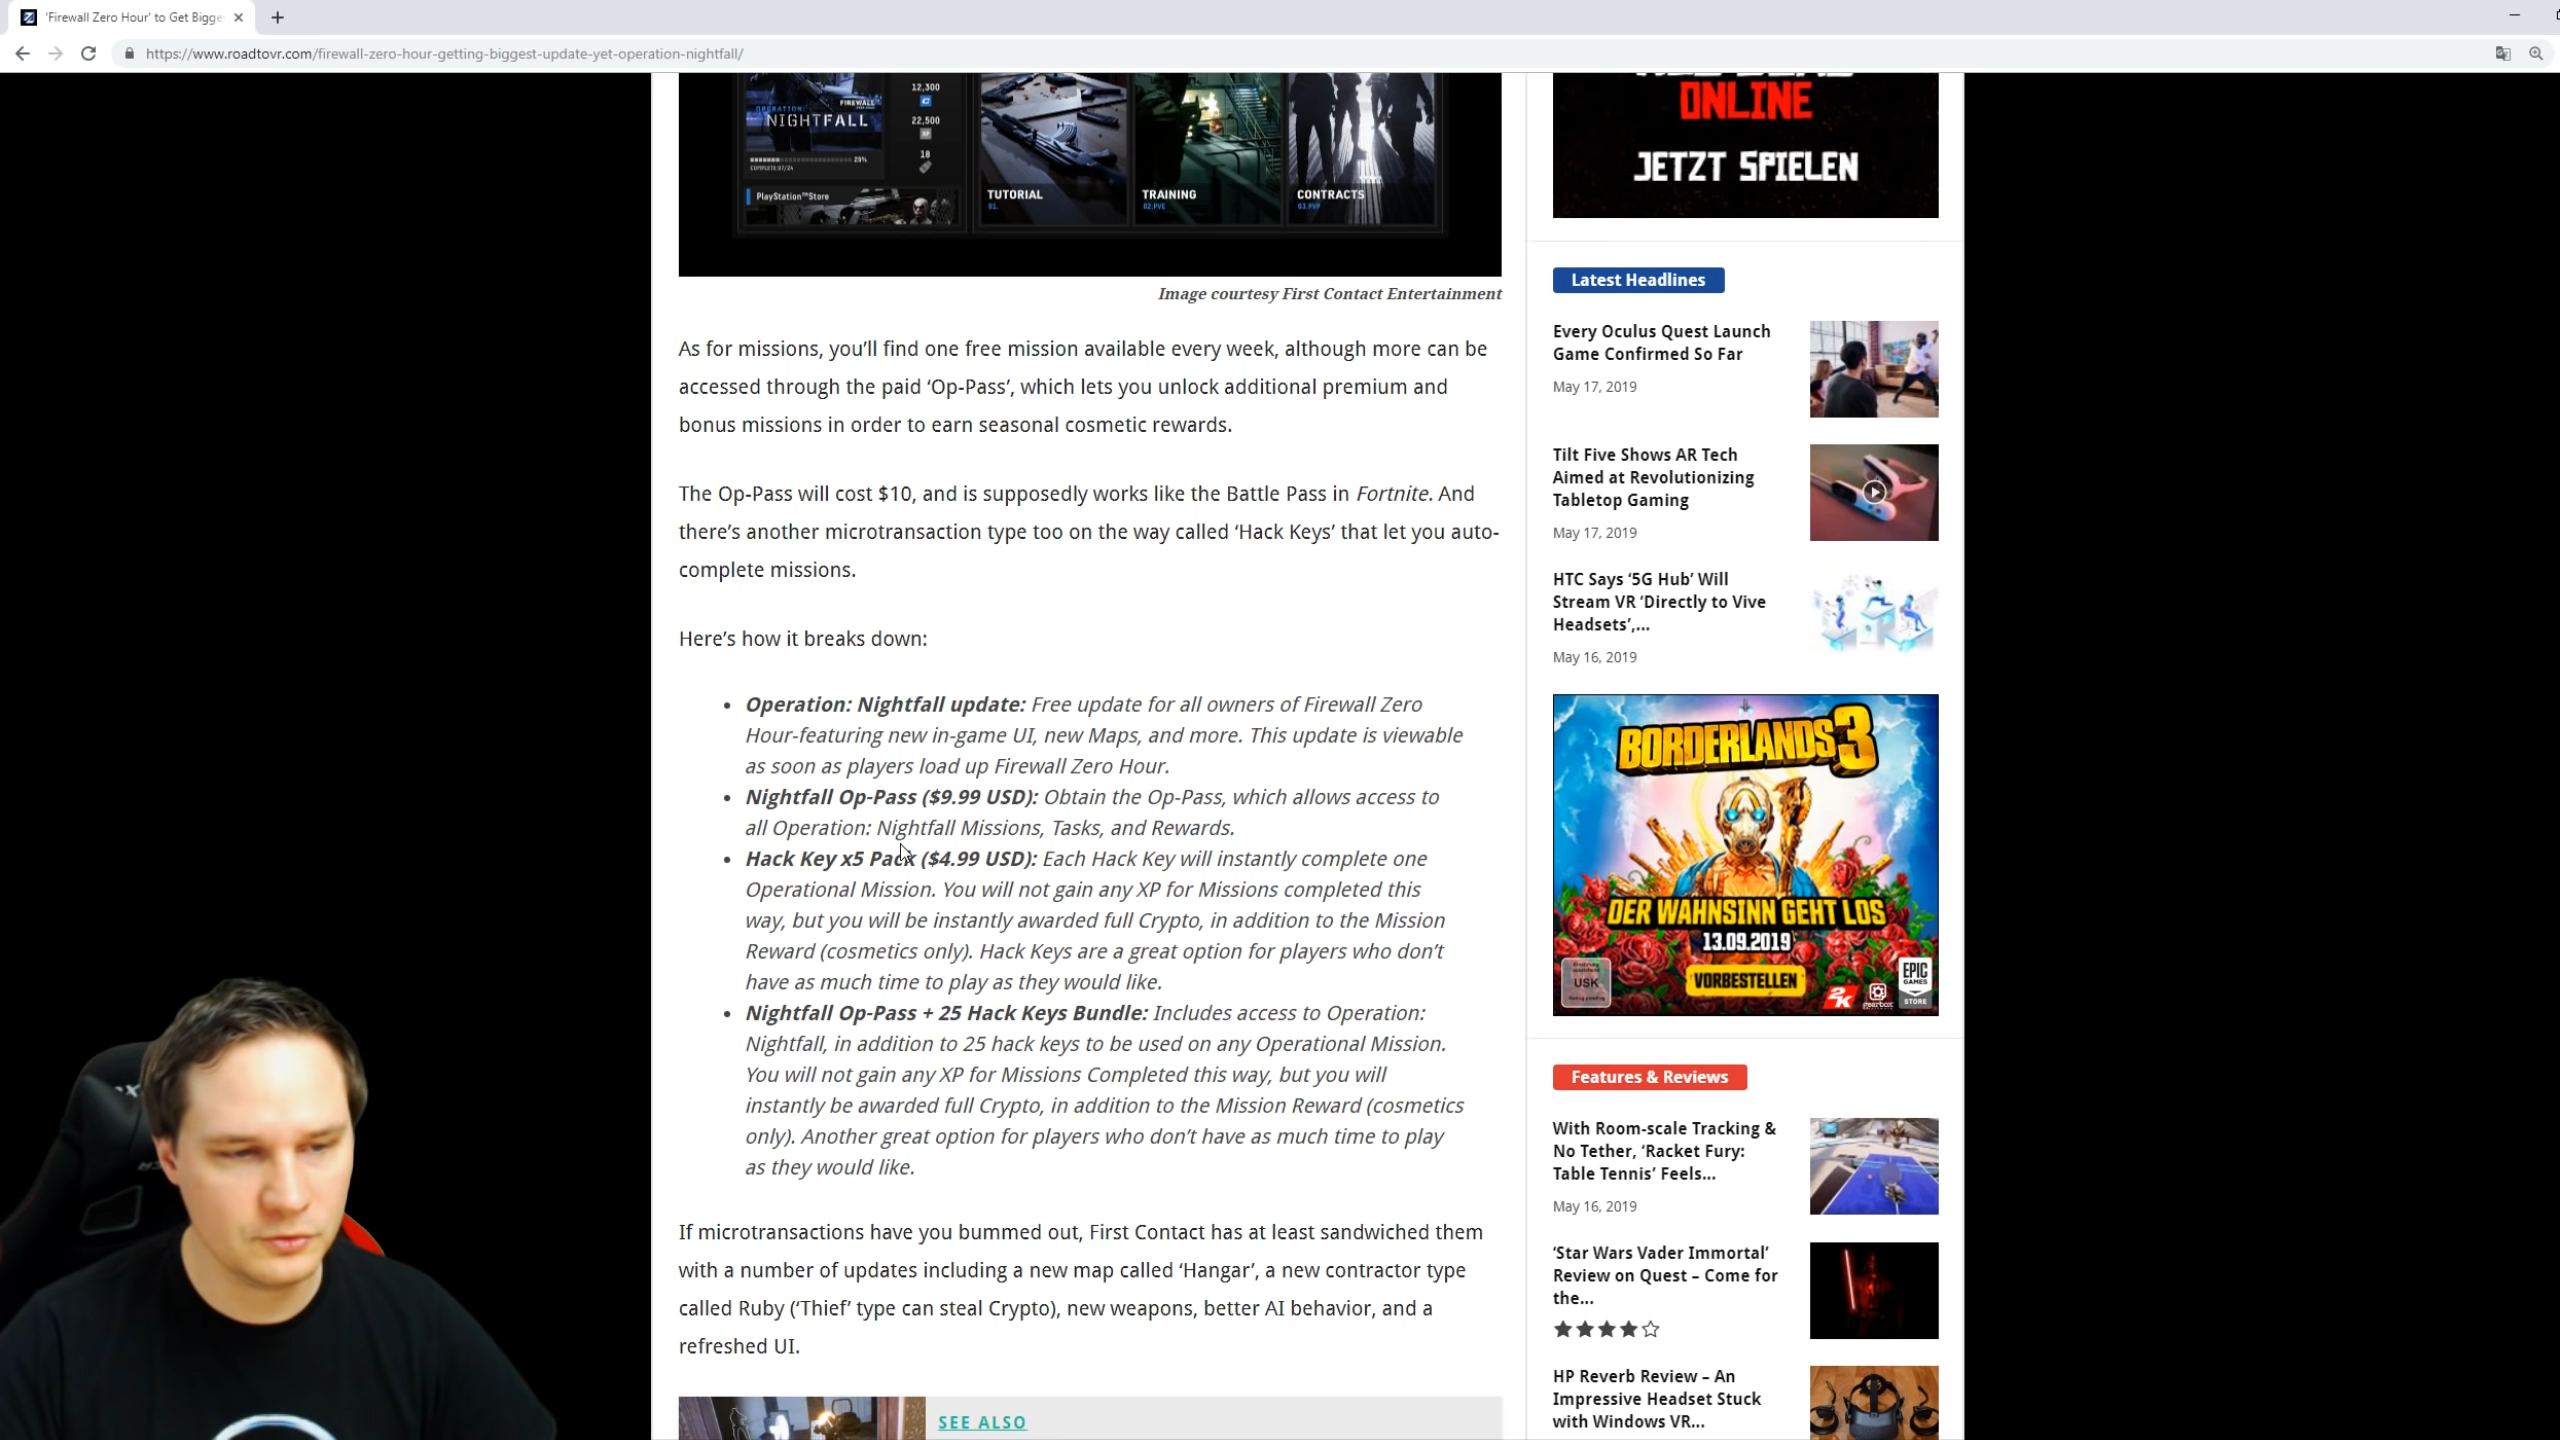 'Firewall Zero Hour' to Get Bigge
https://www.roadtovr.com/firewall-zero-hour-getting-biggest-update-yet-operation-nightfall/
OPERATION:
FIREWALL
NIGHTFALL
29%
COMPLETE:07/24
12,300
22,500
XP
18
PlayStation™Store
TUTORIAL
01.
TRAINING
02.PVE
CONTRACTS
03.PVP
Image courtesy First Contact Entertainment
As for missions, you'll find one free mission available every week, although more can be
accessed through the paid 'Op-Pass', which lets you unlock additional premium and
bonus missions in order to earn seasonal cosmetic rewards.
The Op-Pass will cost $10, and is supposedly works like the Battle Pass in Fortnite. And
there's another microtransaction type too on the way called 'Hack Keys' that let you auto-
complete missions.
Here's how it breaks down:
• Operation: Nightfall update: Free update for all owners of Firewall Zero
Hour-featuring new in-game UI, new Maps, and more. This update is viewable
as soon as players load up Firewall Zero Hour.
• Nightfall Op-Pass ($9.99 USD): Obtain the Op-Pass, which allows access to
all Operation: Nightfall Missions, Tasks, and Rewards.
• Hack Key x5 Pack ($4.99 USD): Each Hack Key will instantly complete one
Operational Mission. You will not gain any XP for Missions completed this
way, but you will be instantly awarded full Crypto, in addition to the Mission
Reward (cosmetics only). Hack Keys are a great option for players who don't
have as much time to play as they would like.
• Nightfall Op-Pass + 25 Hack Keys Bundle: Includes access to Operation:
Nightfall, in addition to 25 hack keys to be used on any Operational Mission.
You will not gain any XP for Missions Completed this way, but you will
instantly be awarded full Crypto, in addition to the Mission Reward (cosmetics
only). Another great option for players who don't have as much time to play
as they would like.
If microtransactions have you bummed out, First Contact has at least sandwiched them
with a number of updates including a new map called 'Hangar', a new contractor type
called Ruby ('Thief' type can steal Crypto), new weapons, better AI behavior, and a
refreshed UI.
SEE ALSO
ONLINE
JETZT SPIELEN
Latest Headlines
Every Oculus Quest Launch
Game Confirmed So Far
May 17, 2019
Tilt Five Shows AR Tech
Aimed at Revolutionizing
Tabletop Gaming
May 17, 2019
HTC Says '5G Hub' Will
Stream VR 'Directly to Vive
Headsets',...
May 16, 2019
BORDERLANDS 3
DER WAHNSINN GEHT LOS
13.09.2019
VORBESTELLEN
USK
2K
gearbox
EPIC
GAMES
STORE
Features & Reviews
With Room-scale Tracking &
No Tether, 'Racket Fury:
Table Tennis' Feels...
May 16, 2019
'Star Wars Vader Immortal'
Review on Quest – Come for
the...
HP Reverb Review – An
Impressive Headset Stuck
with Windows VR...